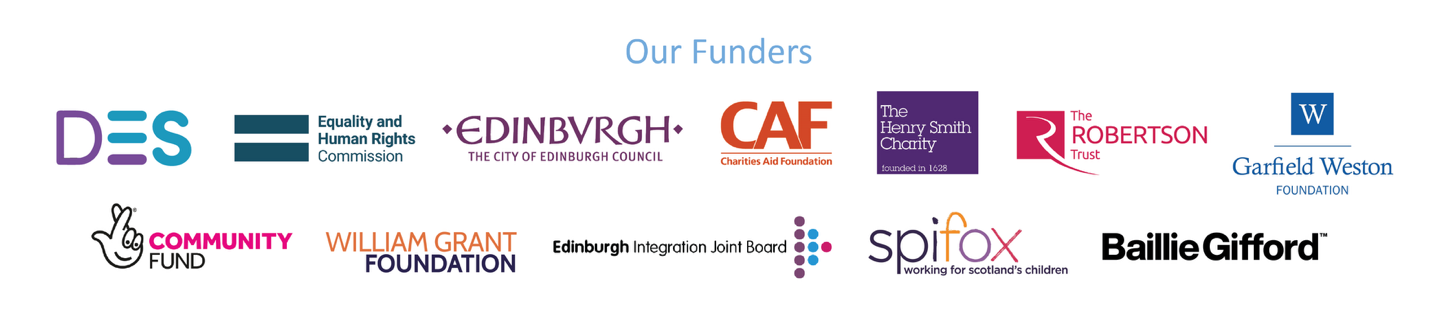 Our Funders
DES
Equality and
Human Rights
Commission
EDINBVRGH
THE CITY OF EDINBURGH COUNCIL
CAF
Charities Aid Foundation
The
Henry Smith
Charity
founded in 1628
The
ROBERTSON
Trust
W
Garfield Weston
FOUNDATION
COMMUNITY
FUND
WILLIAM GRANT
FOUNDATION
Edinburgh Integration Joint Board
spifox
working for scotland's children
Baillie Gifford™